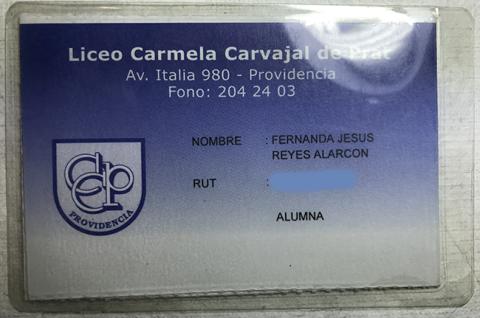 Liceo Carmela Carvajal de Prat
Av. Italia 980 - Providencia
Fono: 204 24 03
NOMBRE : FERNANDA JESUS
REYES ALARCON
RUT :
ALUMNA
CCCP
PROVIDENCIA